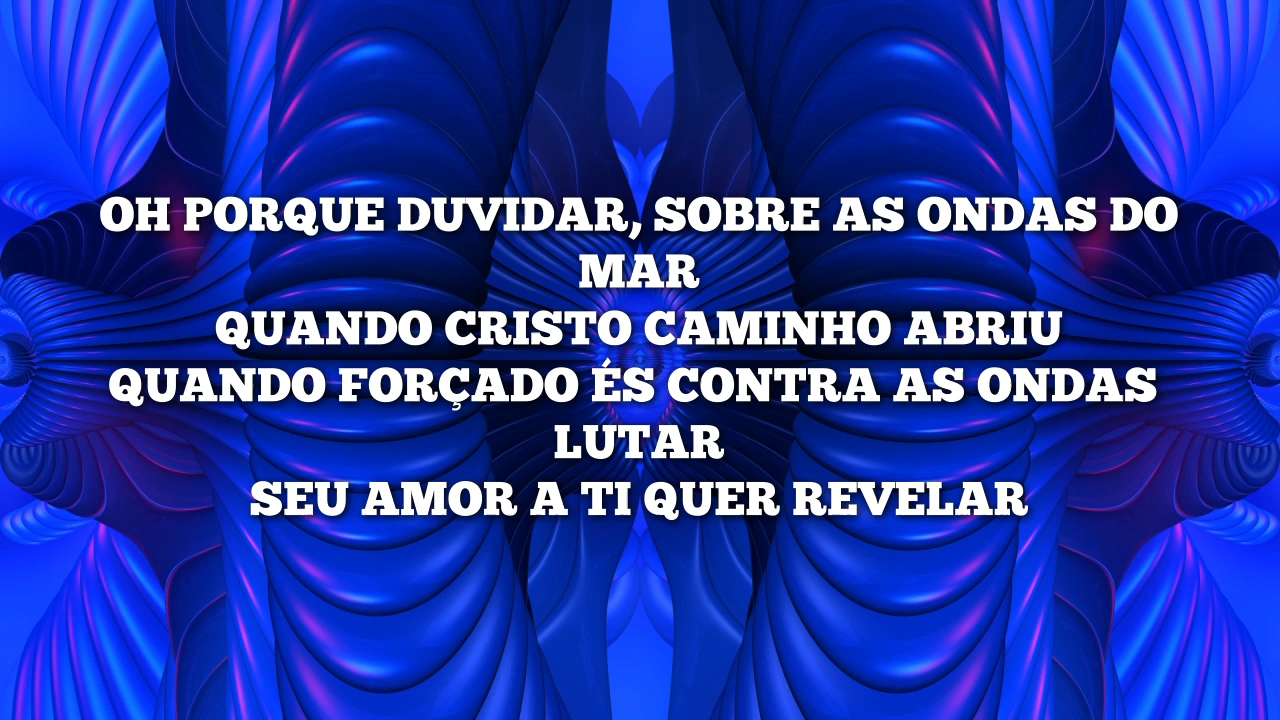 OH PORQUE DUVIDAR, SOBRE AS ONDAS DO
MAR
QUANDO CRISTO CAMINHO ABRIU
QUANDO FORÇADO ÉS CONTRA AS ONDAS
LUTAR
SEU AMOR A TI QUER REVELAR